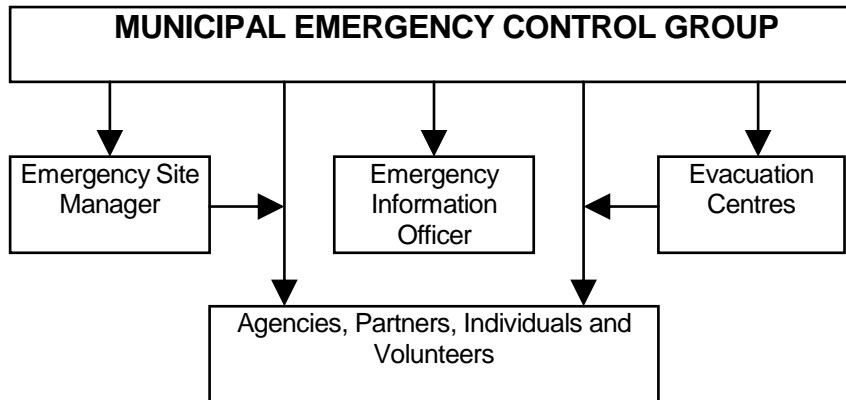 MUNICIPAL EMERGENCY CONTROL GROUP
Emergency Site
Manager
Emergency
Information
Officer
Evacuation
Centres
Agencies, Partners, Individuals and
Volunteers